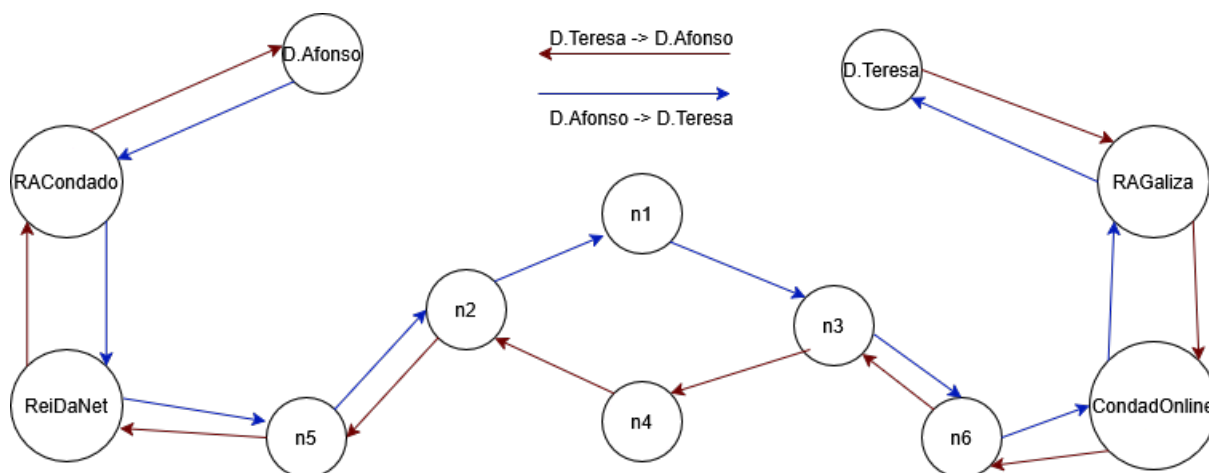 D.Afonso
D.Teresa -> D.Afonso
D.Afonso -> D.Teresa
D.Teresa
RACondado
RAGaliza
n1
n2
n3
ReiDaNet
n5
n4
n6
CondadOnline